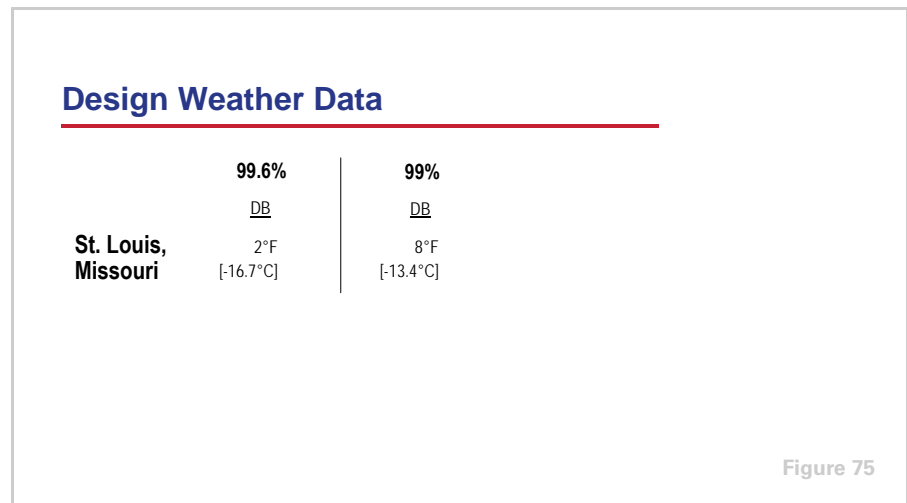 Design Weather Data
99.6% 99%
DB DB
St. Louis, 2°F 8°F
Missouri [-16.7°C] [-13.4°C]
Figure 75